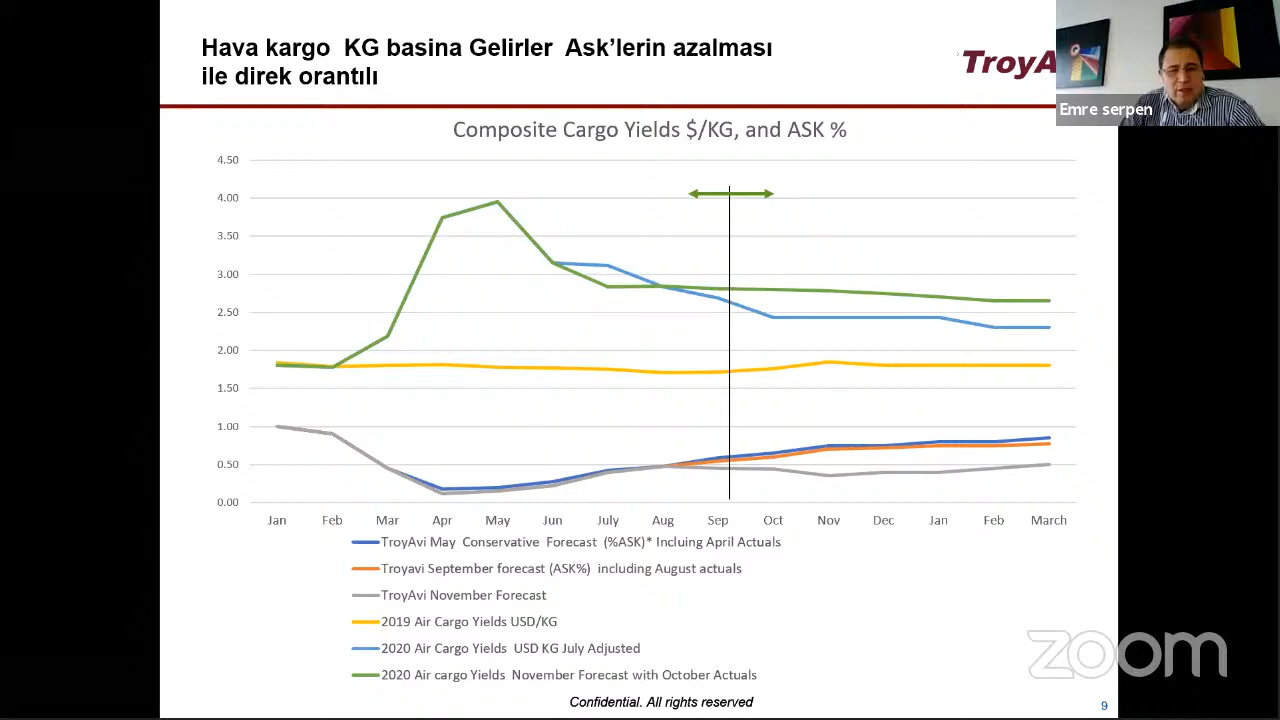 Hava kargo KG basina Gelirler Ask’lerin azalması
ile direk orantılı
TroyA
Emre serpen
Composite Cargo Yields $/KG, and ASK %
4.50
4.00
3.50
3.00
2.50
2.00
1.50
1.00
0.50
0.00
Jan Feb Mar Apr May Jun July Aug Sep Oct Nov Dec Jan Feb March
TroyAvi May Conservative Forecast (%ASK)* Incluing April Actuals
Troyavi September forecast (ASK%) including August actuals
TroyAvi November Forecast
2019 Air Cargo Yields USD/KG
2020 Air Cargo Yields USD KG July Adjusted
2020 Air cargo Yields November Forecast with October Actuals
zoom
Confidential. All rights reserved
9